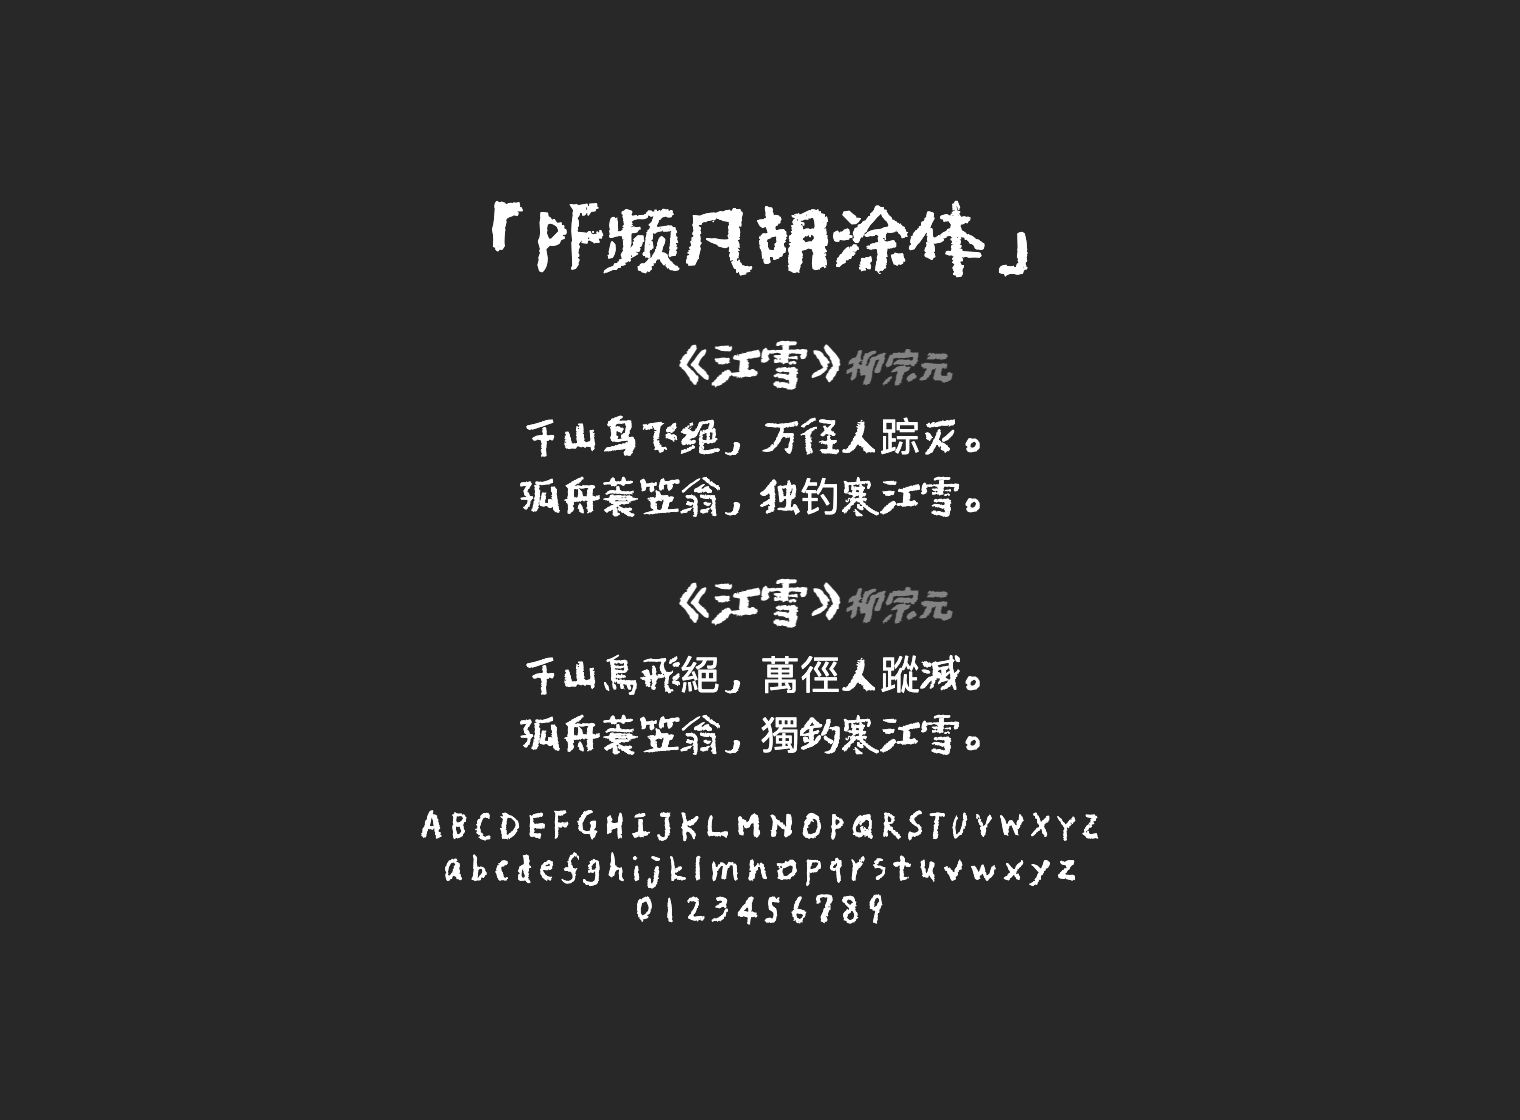 「PF频凡胡涂体」
《江雪》柳宗元
千山鸟飞绝，万径人踪灭。
孤舟蓑笠翁，独钓寒江雪。
《江雪》柳宗元
千山鳥飛絕，萬徑人蹤滅。
孤舟蓑笠翁，獨釣寒江雪。
ABCDEFGHIJKLMNOPQRSTUVWXYZ
abcdefghijklmnopqrstuvwxyz
0123456789